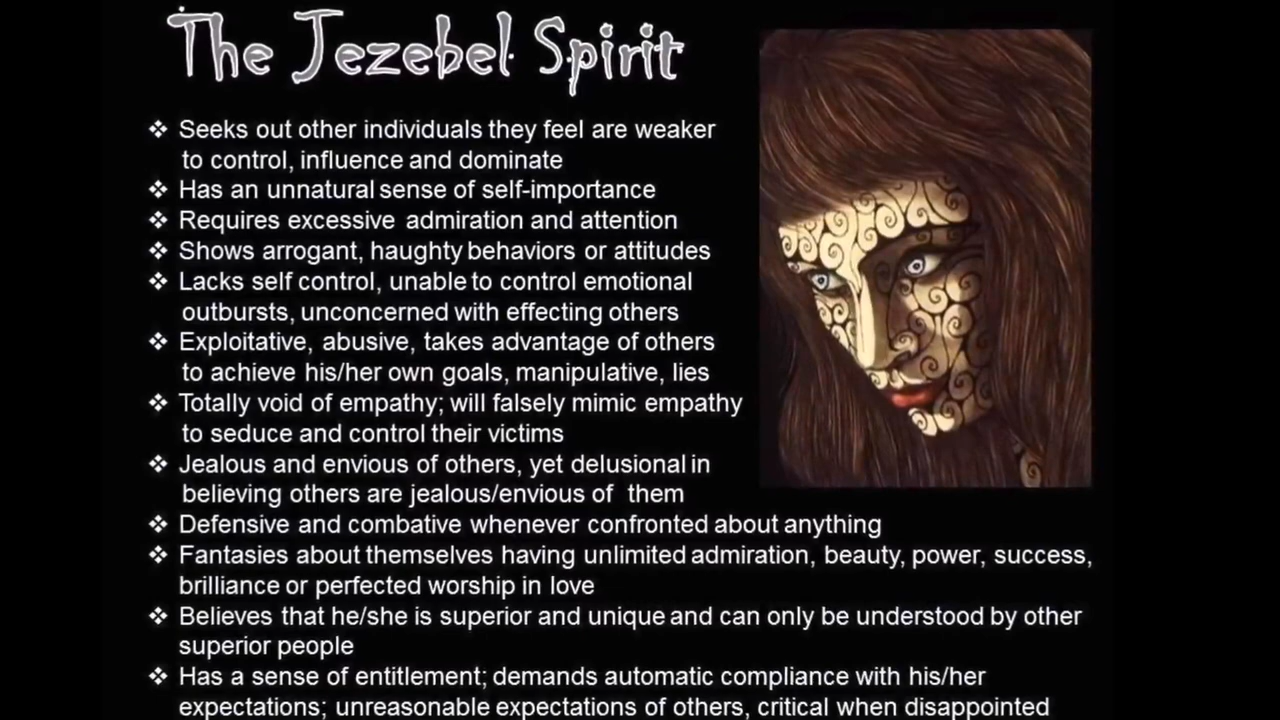 The Jezebel Spirit
❖ Seeks out other individuals they feel are weaker
to control, influence and dominate
❖ Has an unnatural sense of self-importance
❖ Requires excessive admiration and attention
❖ Shows arrogant, haughty behaviors or attitudes
❖ Lacks self control, unable to control emotional
outbursts, unconcerned with effecting others
❖ Exploitative, abusive, takes advantage of others
to achieve his/her own goals, manipulative, lies
❖ Totally void of empathy; will falsely mimic empathy
to seduce and control their victims
❖ Jealous and envious of others, yet delusional in
believing others are jealous/envious of them
❖ Defensive and combative whenever confronted about anything
❖ Fantasies about themselves having unlimited admiration, beauty, power, success,
brilliance or perfected worship in love
❖ Believes that he/she is superior and unique and can only be understood by other
superior people
❖ Has a sense of entitlement; demands automatic compliance with his/her
expectations; unreasonable expectations of others, critical when disappointed